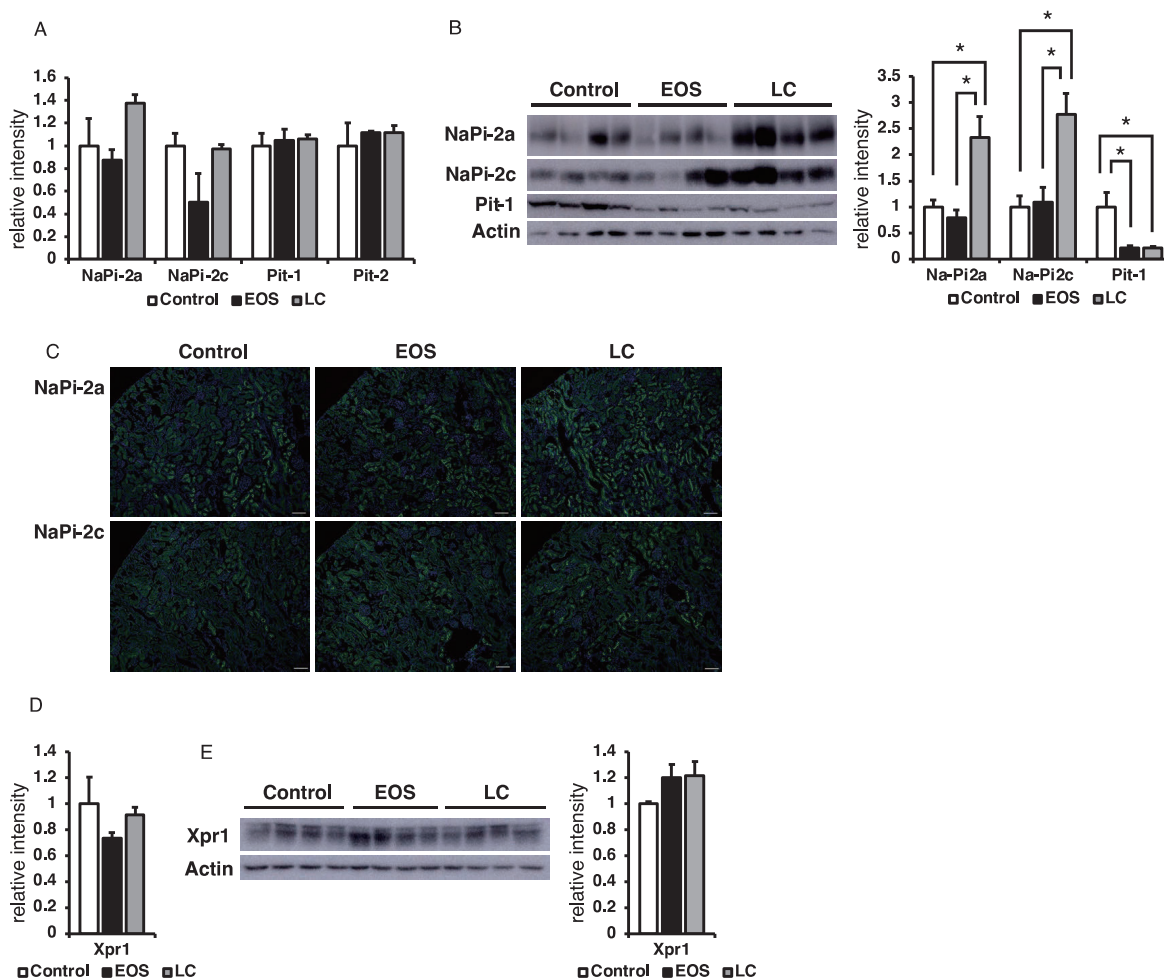 A
relative intensity
1.6
1.4
1.2
1
0.8
0.6
0.4
0.2
0
NaPi-2a NaPi-2c Pit-1 Pit-2
Control EOS LC
B
Control EOS LC
NaPi-2a
NaPi-2c
Pit-1
Actin
relative intensity
3.5
3
2.5
2
1.5
1
0.5
0
* * * * * *
Na-Pi2a Na-Pi2c Pit-1
Control EOS LC
C
Control EOS LC
NaPi-2a
NaPi-2c
D
relative intensity
1.4
1.2
1
0.8
0.6
0.4
0.2
0
Xpr1
Control EOS LC
E
Control EOS LC
Xpr1
Actin
relative intensity
1.4
1.2
1
0.8
0.6
0.4
0.2
0
Xpr1
Control EOS LC